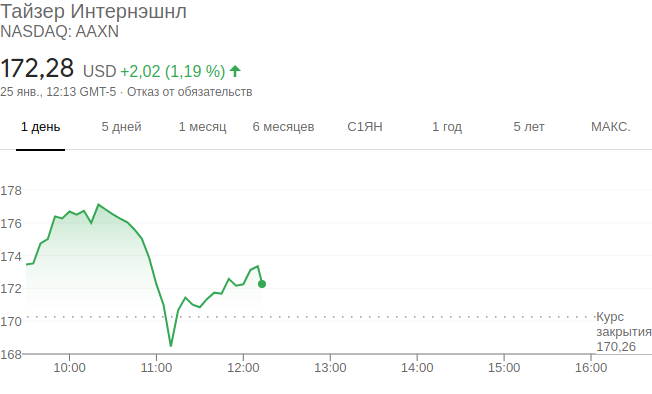 Тайзер Интернэшнл
NASDAQ: AAXN
172,28 USD +2,02 (1,19 %)
25 янв., 12:13 GMT-5 · Отказ от обязательств
1 день 5 дней 1 месяц 6 месяцев С1ЯН 1 год 5 лет МАКС.
178
176
174
172
170
168
Курс
закрытия
170,26
10:00 11:00 12:00 13:00 14:00 15:00 16:00